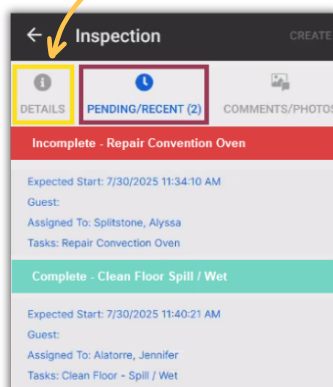 Inspection
CREATE
DETAILS
PENDING/RECENT (2)
COMMENTS/PHOTOS
Incomplete - Repair Convention Oven
Expected Start: 7/30/2025 11:34:10 AM
Guest:
Assigned To: Splitstone, Alyssa
Tasks: Repair Convection Oven
Complete - Clean Floor Spill / Wet
Expected Start: 7/30/2025 11:40:21 AM
Guest:
Assigned To: Alatorre, Jennifer
Tasks: Clean Floor - Spill / Wet